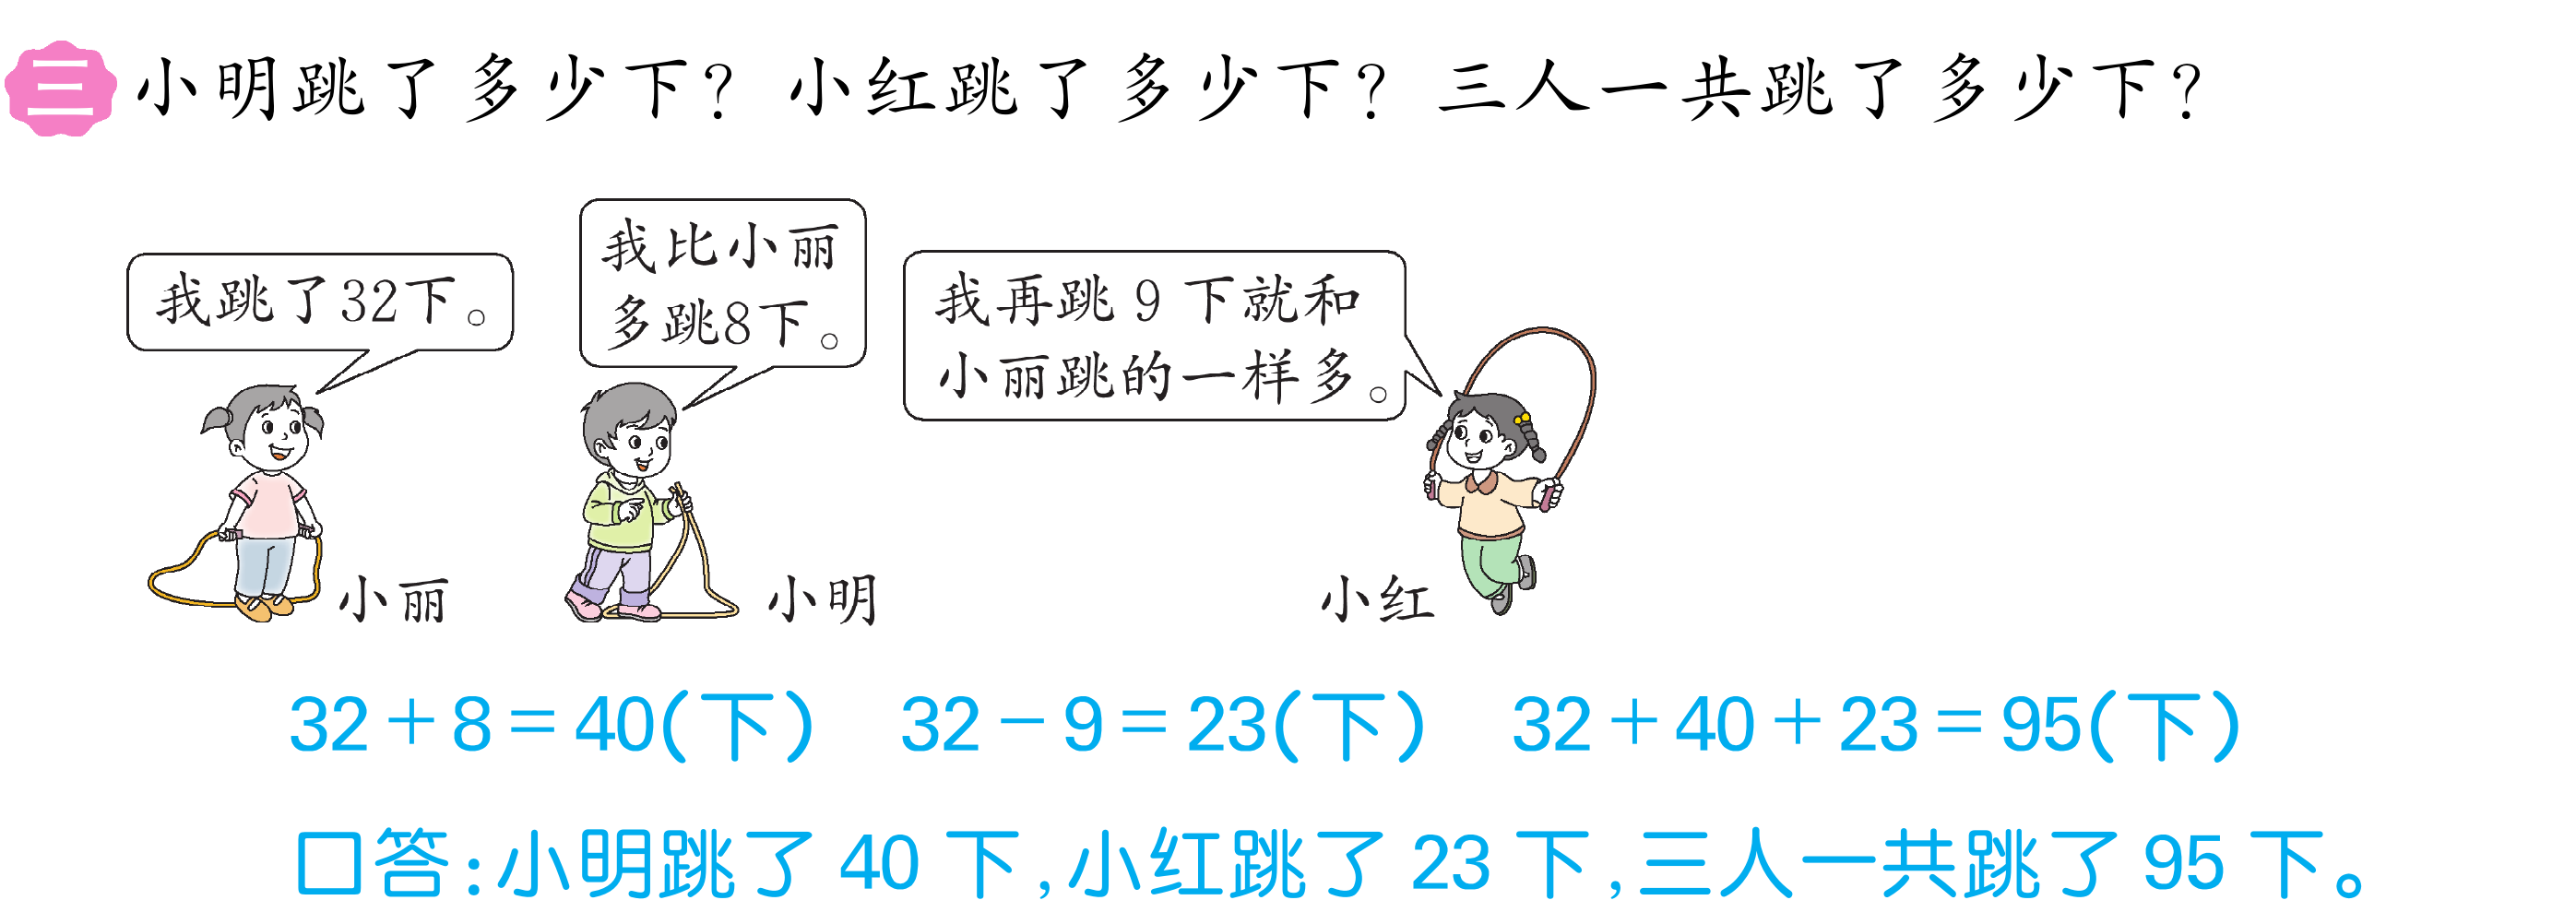 三 小明跳了多少下？小红跳了多少下？三人一共跳了多少下？
我跳了32下。
我比小丽
多跳8下。
我再跳9下就和
小丽跳的一样多。
小丽
小明
小红
32+8=40(下) 32-9=23(下) 32+40+23=95(下)
口答:小明跳了40下,小红跳了23下,三人一共跳了95下。